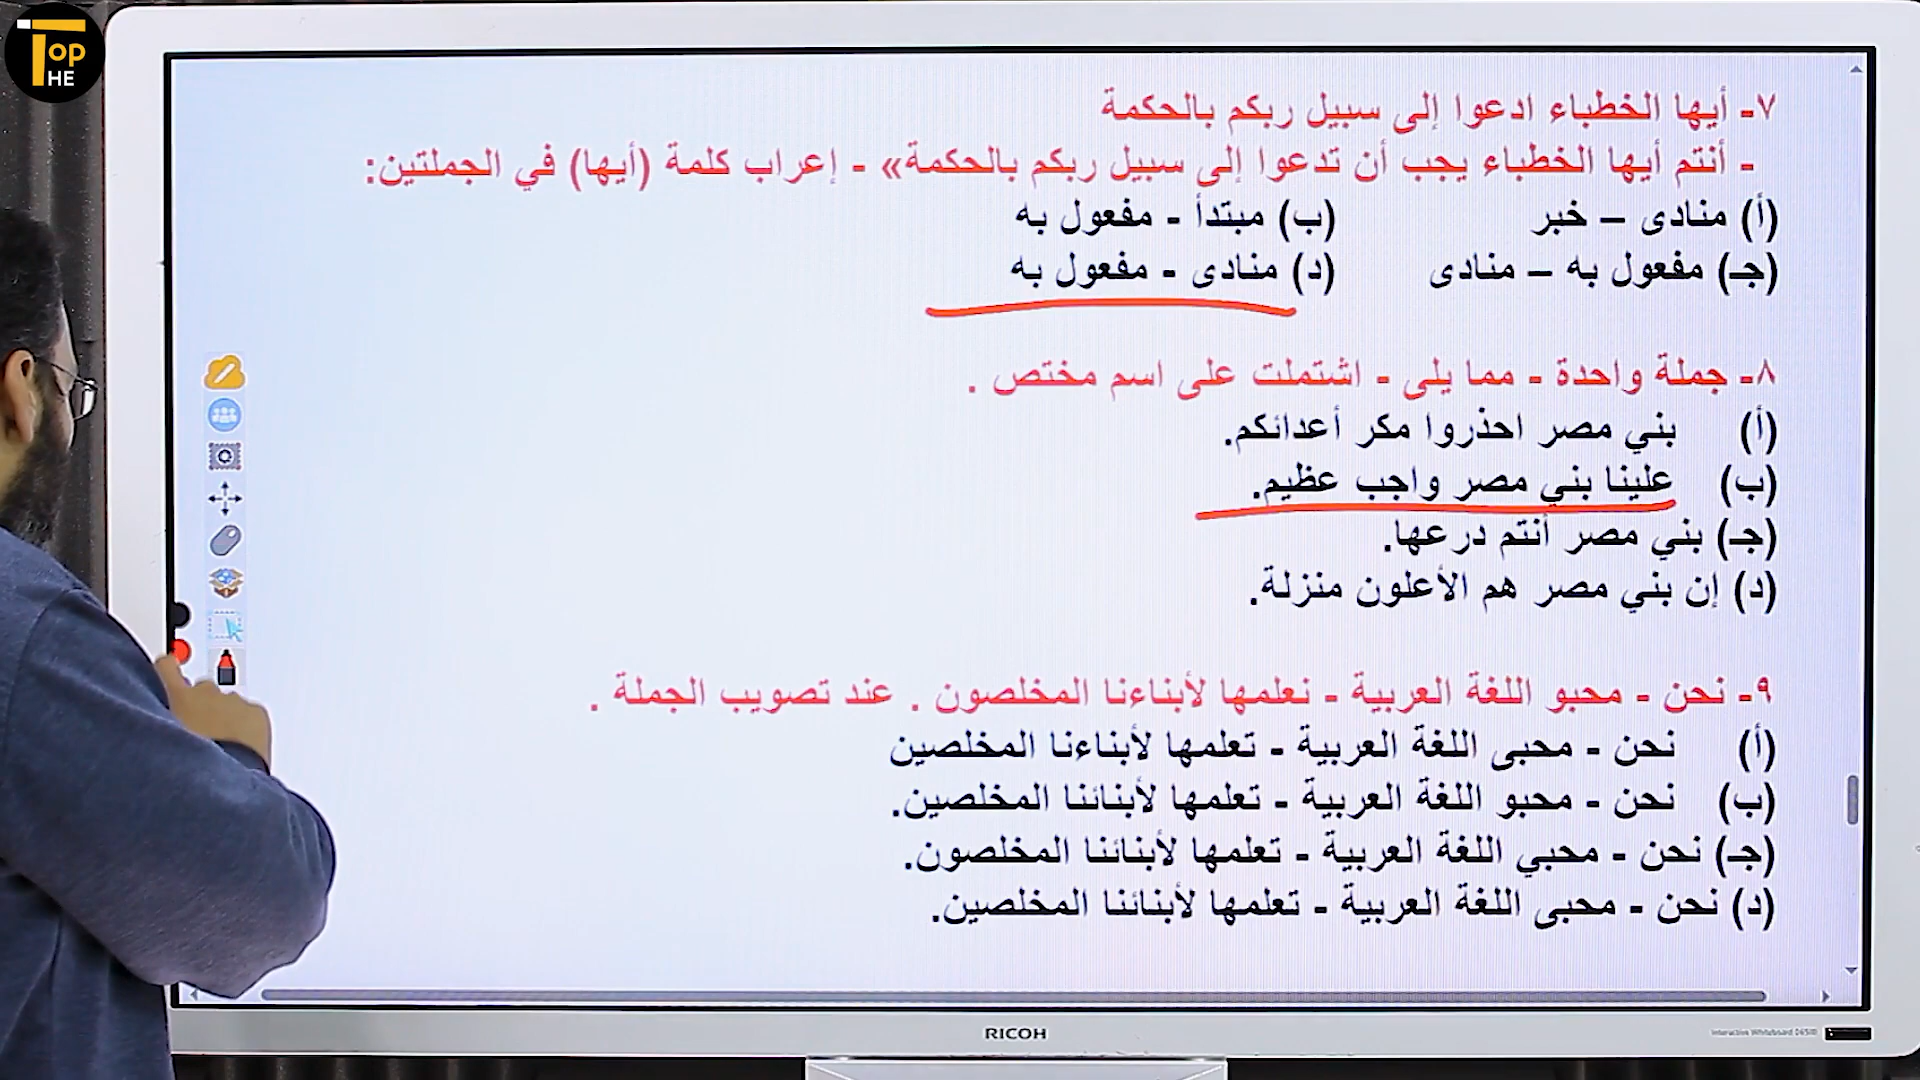 TOP
THE
٧- أيها الخطباء ادعوا إلى سبيل ربكم بالحكمة
- أنتم أيها الخطباء يجب أن تدعوا إلى سبيل ربكم بالحكمة» - إعراب كلمة (أيها) في الجملتين:
(أ) منادى – خبر (ب) مبتدأ - مفعول به
(جـ) مفعول به – منادى (د) منادى - مفعول به
٨- جملة واحدة - مما يلى - اشتملت على اسم مختص .
(أ) بني مصر احذروا مكر أعدائكم.
(ب) علينا بني مصر واجب عظيم.
(جـ) بني مصر أنتم درعها.
(د) إن بني مصر هم الأعلون منزلة.
٩- نحن - محبو اللغة العربية - نعلمها لأبناءنا المخلصون . عند تصويب الجملة .
(أ) نحن - محبى اللغة العربية - تعلمها لأبناءنا المخلصين
(ب) نحن - محبو اللغة العربية - تعلمها لأبنائنا المخلصين.
(جـ) نحن - محبي اللغة العربية - تعلمها لأبنائنا المخلصون.
(د) نحن - محبى اللغة العربية - تعلمها لأبنائنا المخلصين.
RICOH
Interactive Whiteboard